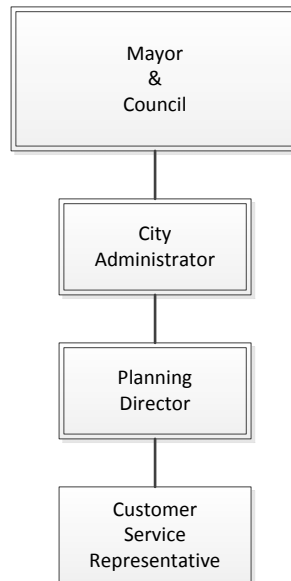 Mayor
&
Council
City
Administrator
Planning
Director
Customer
Service
Representative